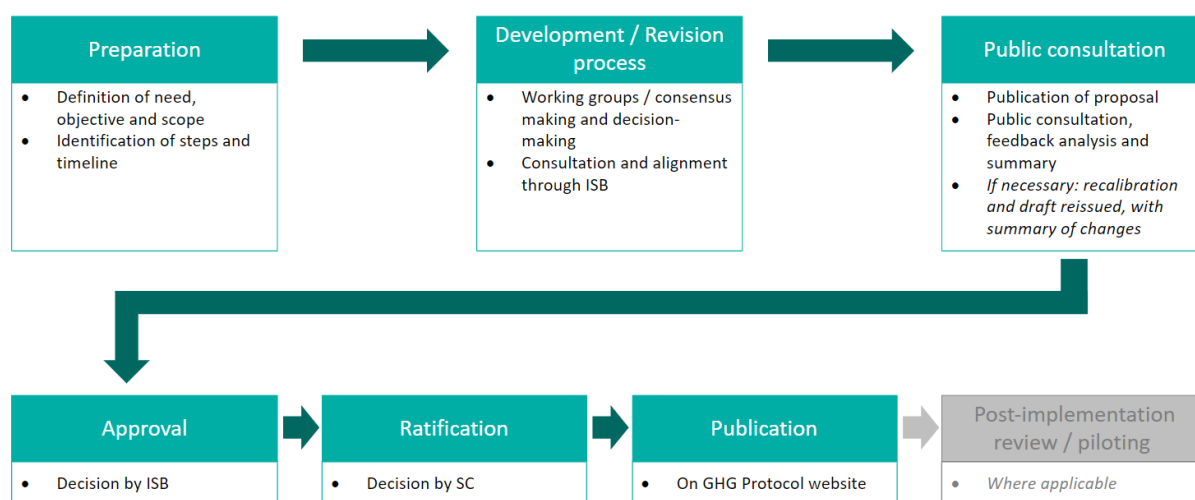 Preparation
• Definition of need,
objective and scope
• Identification of steps and
timeline
Development / Revision
process
• Working groups / consensus
making and decision-
making
• Consultation and alignment
through ISB
Public consultation
• Publication of proposal
• Public consultation,
feedback analysis and
summary
• If necessary: recalibration
and draft reissued, with
summary of changes
Approval
• Decision by ISB
Ratification
• Decision by SC
Publication
• On GHG Protocol website
Post-implementation
review / piloting
• Where applicable